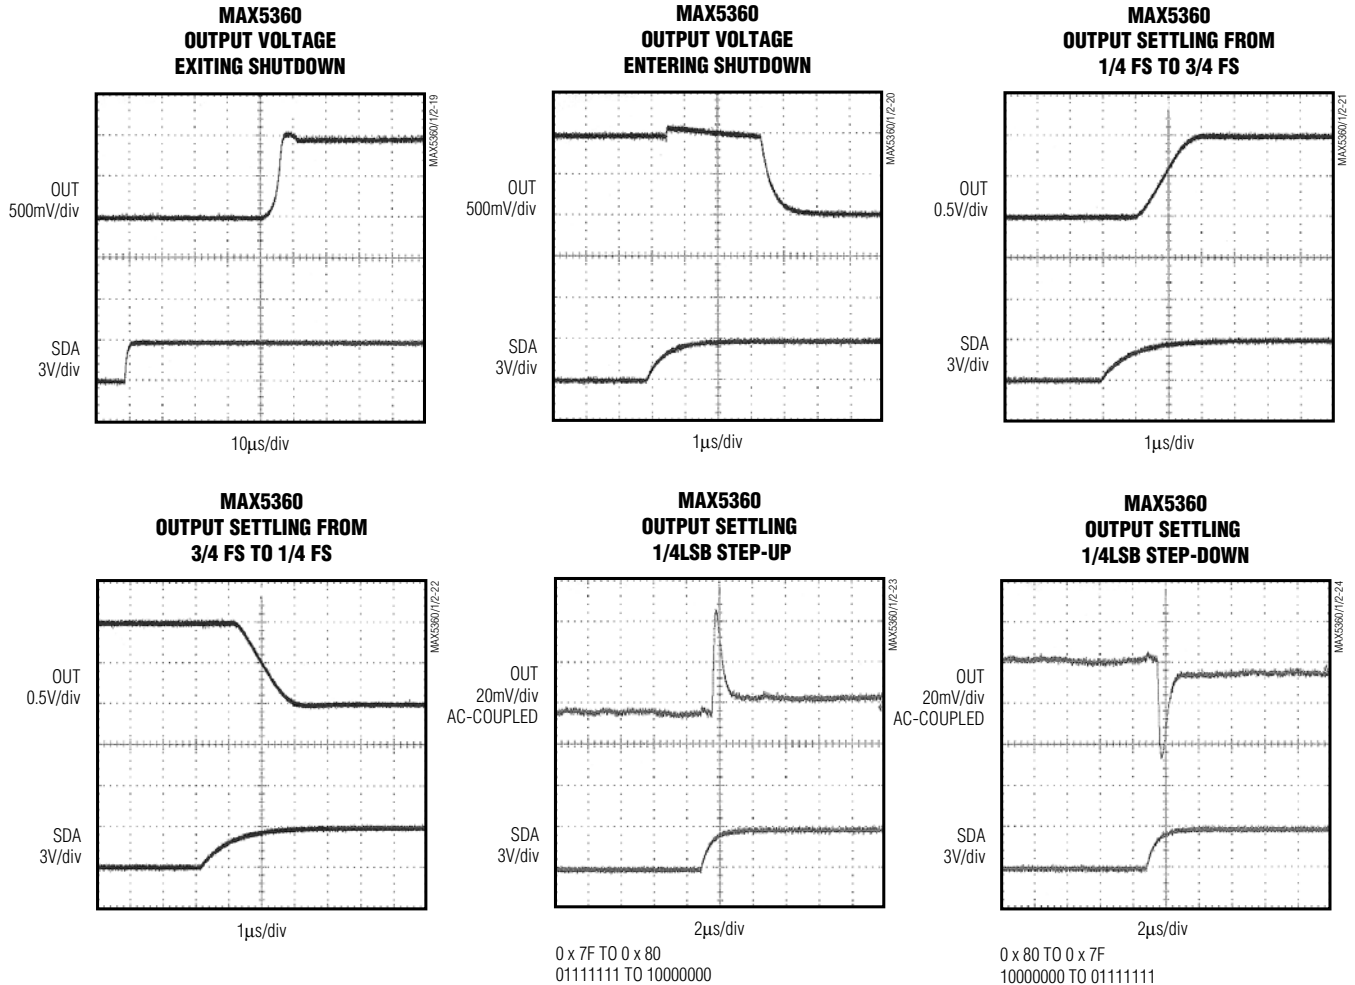 MAX5360
OUTPUT VOLTAGE
EXITING SHUTDOWN
MAX5360/1/2-19
OUT
500mV/div
SDA
3V/div
10µs/div
MAX5360
OUTPUT VOLTAGE
ENTERING SHUTDOWN
MAX5360/1/2-20
OUT
500mV/div
SDA
3V/div
1µs/div
MAX5360
OUTPUT SETTLING FROM
1/4 FS TO 3/4 FS
MAX5360/1/2-21
OUT
0.5V/div
SDA
3V/div
1µs/div
MAX5360
OUTPUT SETTLING FROM
3/4 FS TO 1/4 FS
MAX5360/1/2-22
OUT
0.5V/div
SDA
3V/div
1µs/div
MAX5360
OUTPUT SETTLING
1/4LSB STEP-UP
MAX5360/1/2-23
OUT
20mV/div
AC-COUPLED
SDA
3V/div
2µs/div
0 x 7F TO 0 x 80
01111111 TO 10000000
MAX5360
OUTPUT SETTLING
1/4LSB STEP-DOWN
MAX5360/1/2-24
OUT
20mV/div
AC-COUPLED
SDA
3V/div
2µs/div
0 x 80 TO 0 x 7F
10000000 TO 01111111